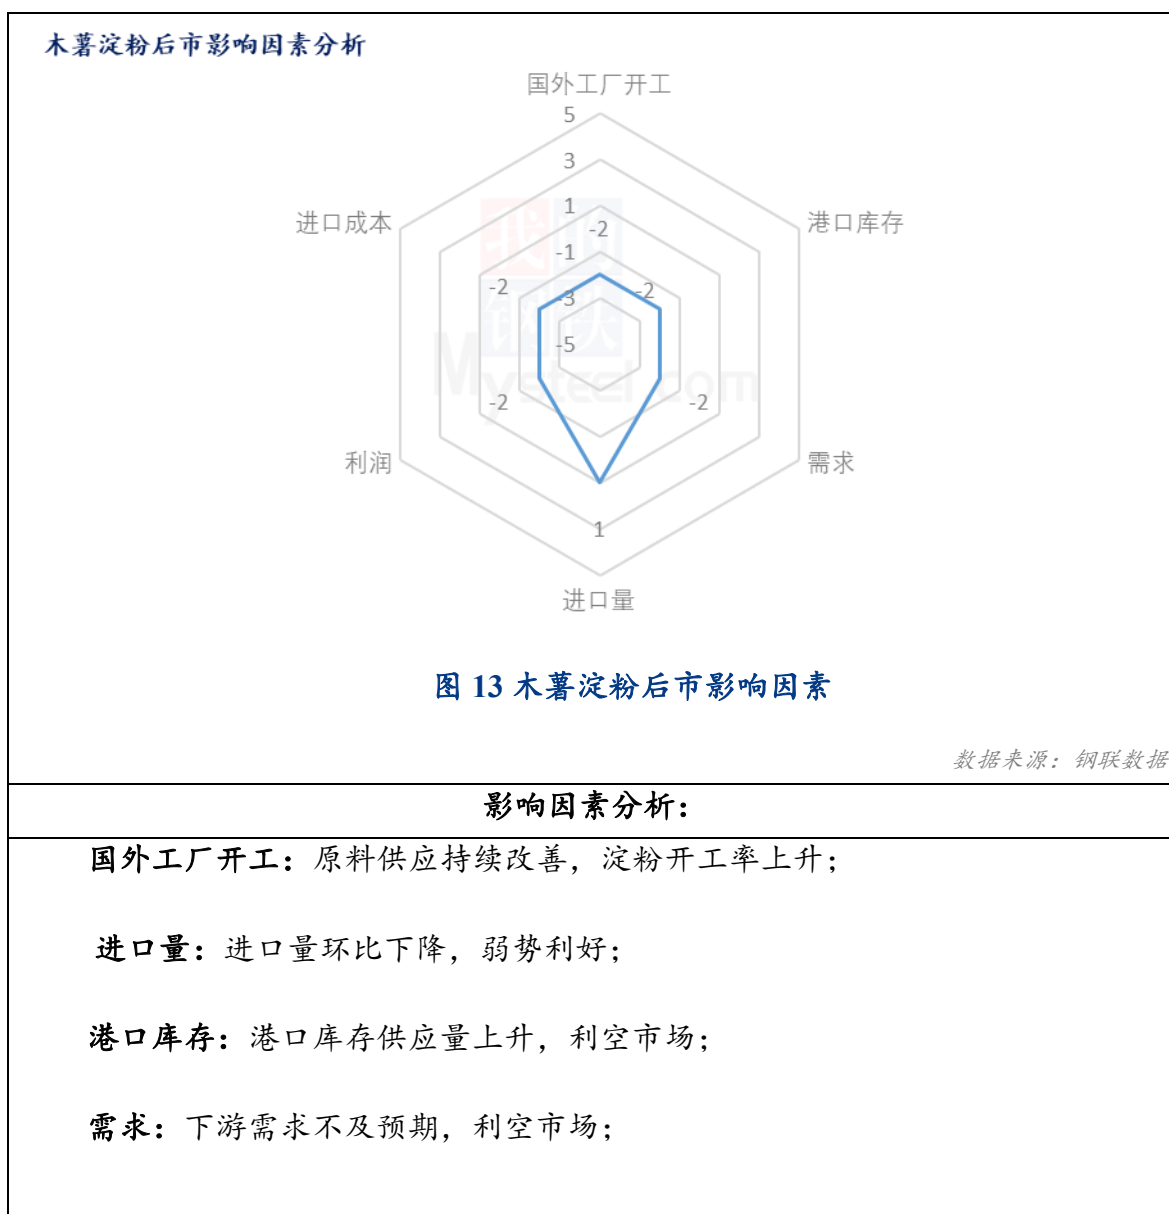 木薯淀粉后市影响因素分析
国外工厂开工
5
3
进口成本
1
港口库存
-2
-1
-2
-2
-3
我的
钢铁
-5
Mysteel.com
-2
-2
利润
需求
1
进口量
图 13 木薯淀粉后市影响因素
数据来源：钢联数据
影响因素分析：
国外工厂开工：原料供应持续改善，淀粉开工率上升；
进口量：进口量环比下降，弱势利好；
港口库存：港口库存供应量上升，利空市场；
需求：下游需求不及预期，利空市场；